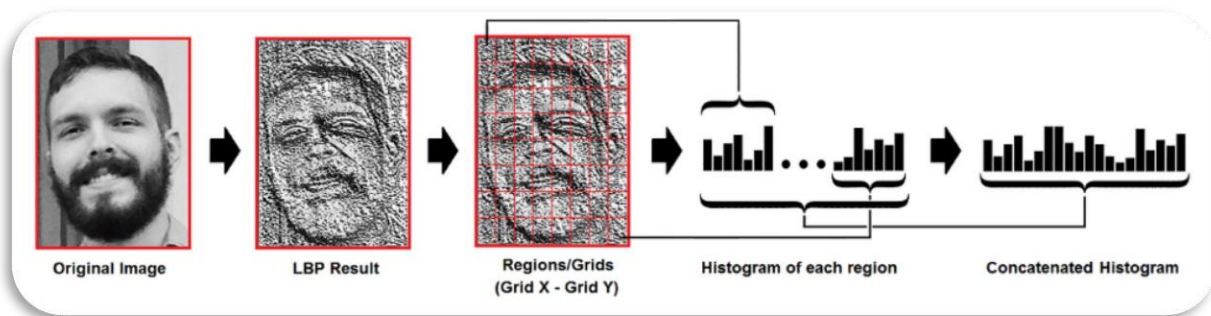 Original Image
LBP Result
Regions/Grids
(Grid X - Grid Y)
Histogram of each region
Concatenated Histogram